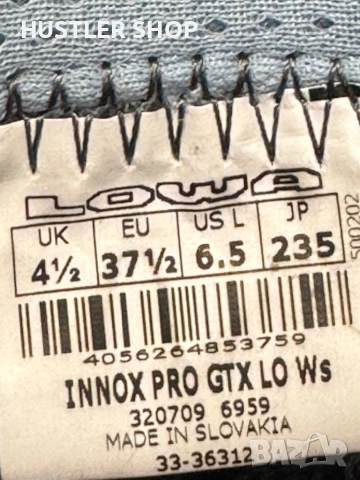 HUSTLER SHOP
LOWA
UK EU US L JP
4½ 37½ 6.5 235
500202
4056264853759
INNOX PRO GTX LO Ws
320709 6959
MADE IN SLOVAKIA
33-36312
BAZAR